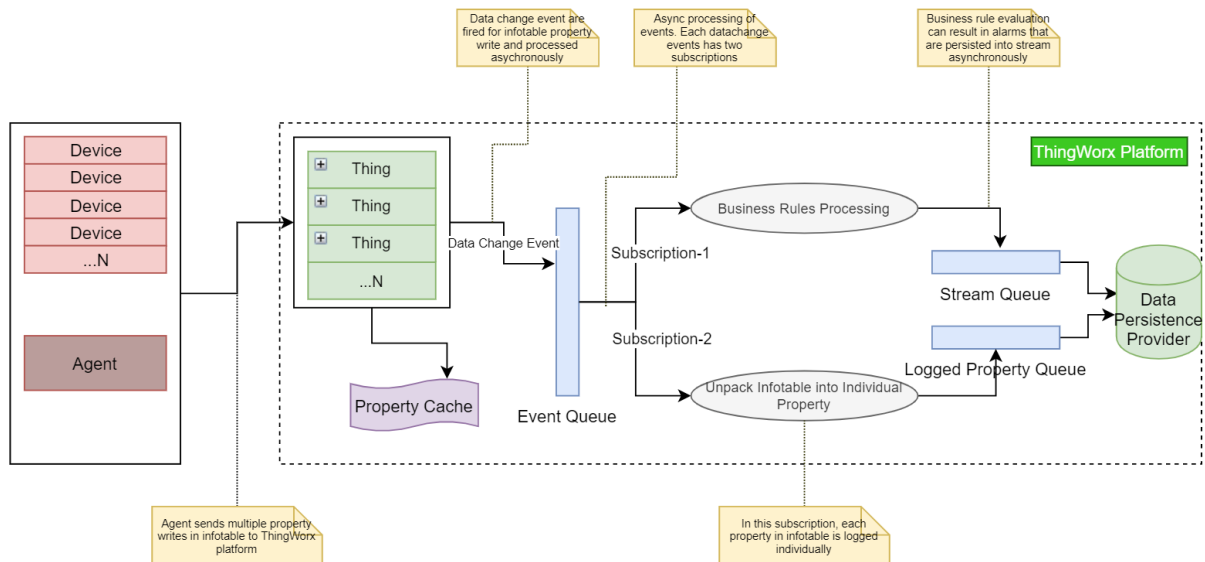 Data change event are
fired for infotable property
write and processed
asychronously
Async processing of
events. Each datachange
events has two
subscriptions
Business rule evaluation
can result in alarms that
are persisted into stream
asynchronously
ThingWorx Platform
Device
Device
Device
Device
...N
Agent
Thing
Thing
Thing
...N
Data Change Event
Property Cache
Event Queue
Subscription-1
Subscription-2
Business Rules Processing
Unpack Infotable into Individual
Property
Stream Queue
Logged Property Queue
Data
Persistence
Provider
Agent sends multiple property
writes in infotable to ThingWorx
platform
In this subscription, each
property in infotable is logged
individually